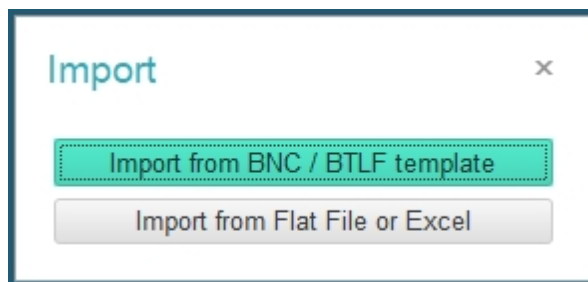 Import
Import from BNC / BTLF template
Import from Flat File or Excel